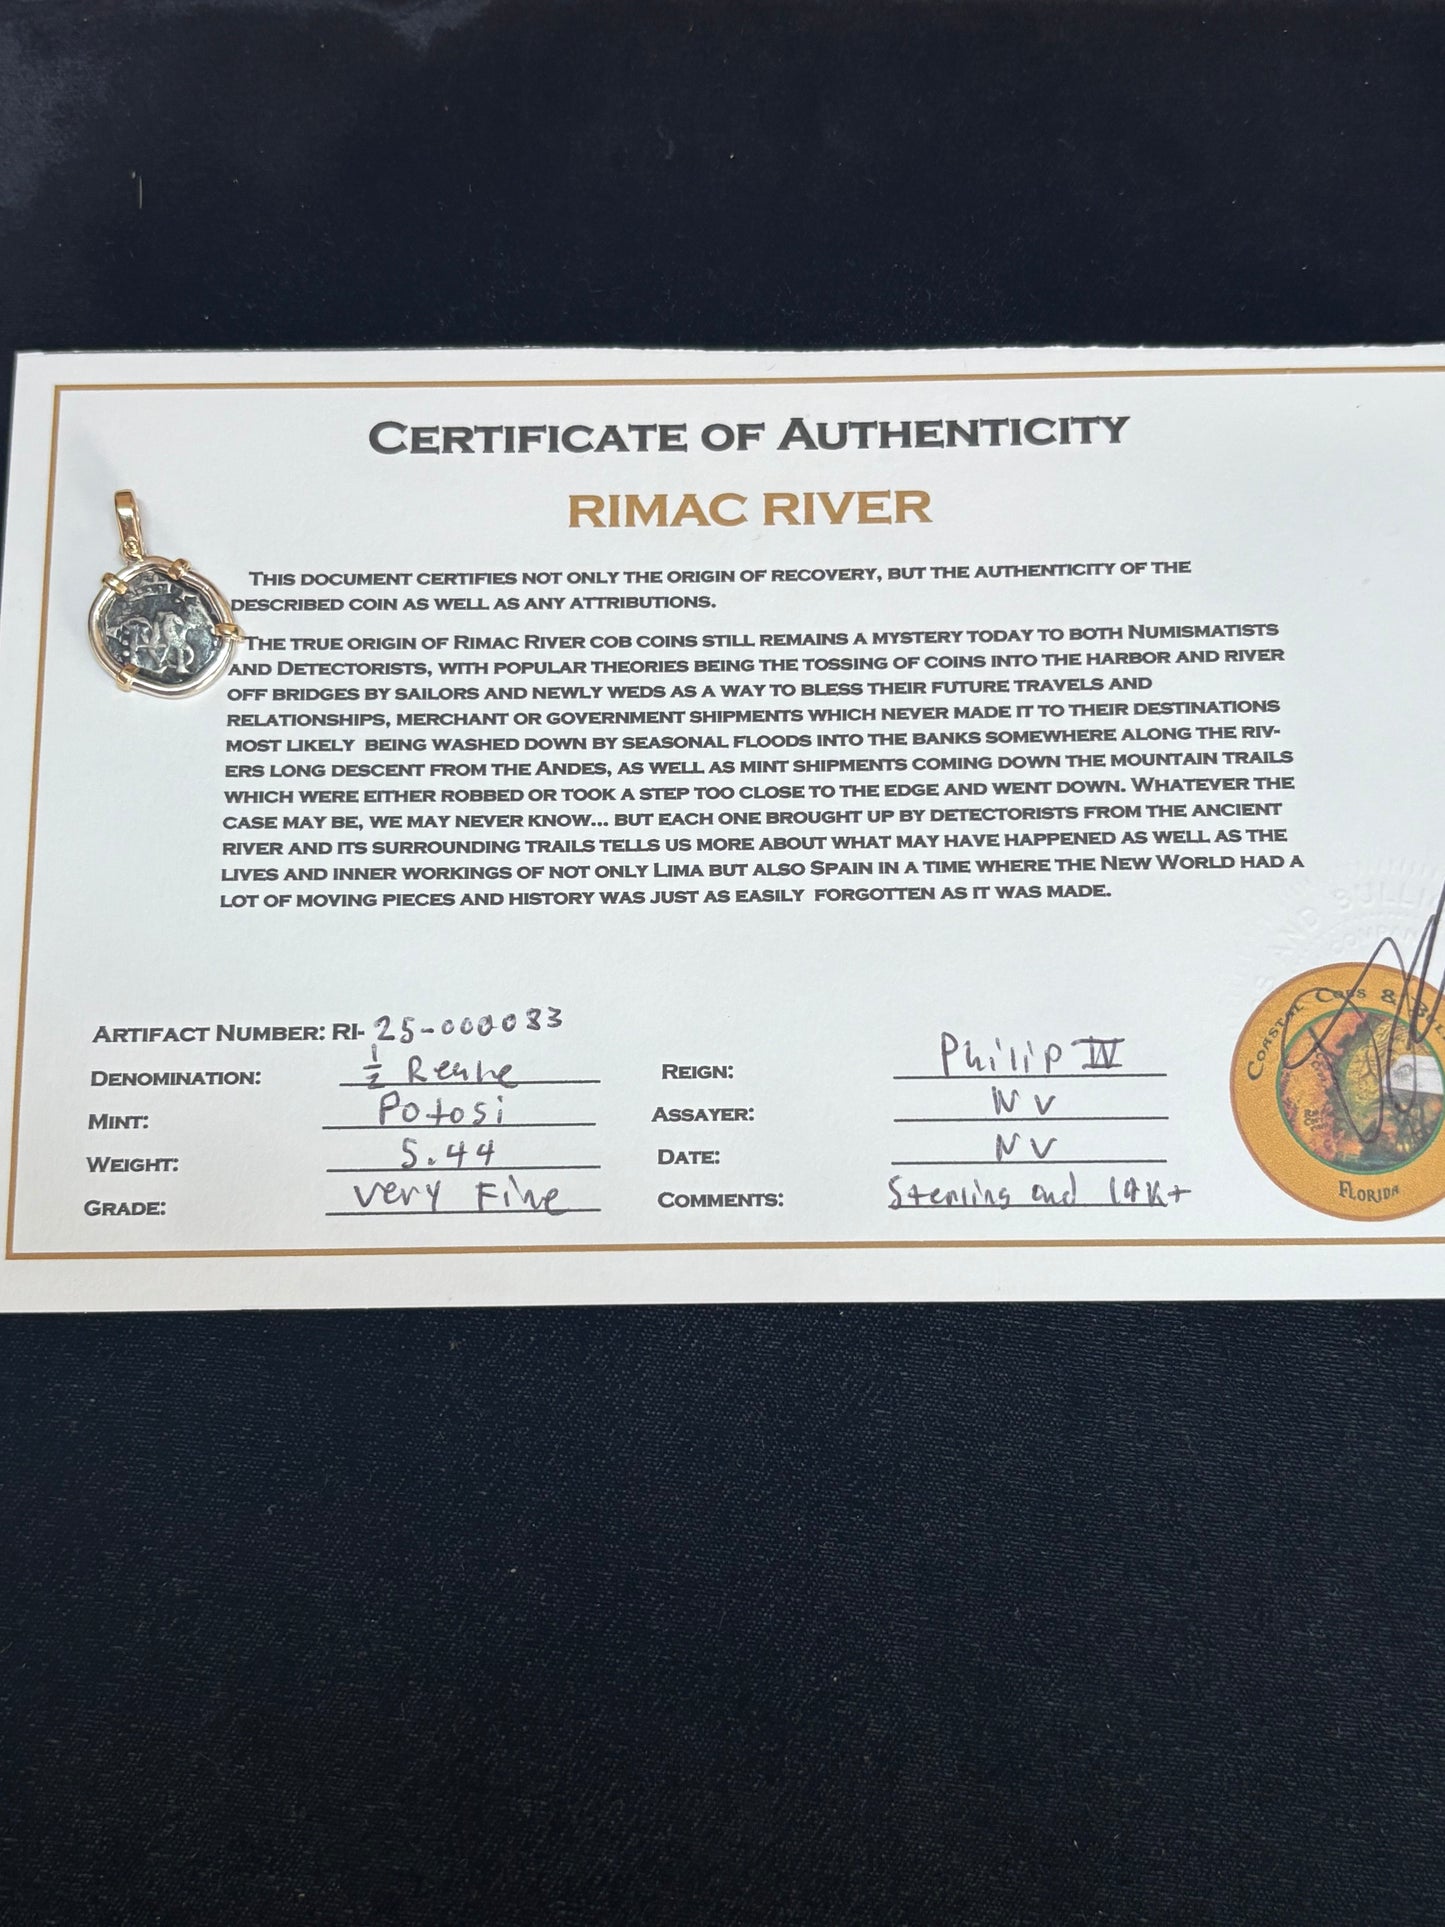 CERTIFICATE OF AUTHENTICITY
RIMAC RIVER
THIS DOCUMENT CERTIFIES NOT ONLY THE ORIGIN OF RECOVERY, BUT THE AUTHENTICITY OF THE
DESCRIBED COIN AS WELL AS ANY ATTRIBUTIONS.
THE TRUE ORIGIN OF RIMAC RIVER COB COINS STILL REMAINS A MYSTERY TODAY TO BOTH NUMISMATISTS
AND DETECTORISTS, WITH POPULAR THEORIES BEING THE TOSSING OF COINS INTO THE HARBOR AND RIVER
OFF BRIDGES BY SAILORS AND NEWLY WEDS AS A WAY TO BLESS THEIR FUTURE TRAVELS AND
RELATIONSHIPS, MERCHANT OR GOVERNMENT SHIPMENTS WHICH NEVER MADE IT TO THEIR DESTINATIONS
MOST LIKELY BEING WASHED DOWN BY SEASONAL FLOODS INTO THE BANKS SOMEWHERE ALONG THE RIV-
ERS LONG DESCENT FROM THE ANDES, AS WELL AS MINT SHIPMENTS COMING DOWN THE MOUNTAIN TRAILS
WHICH WERE EITHER ROBBED OR TOOK A STEP TOO CLOSE TO THE EDGE AND WENT DOWN. WHATEVER THE
CASE MAY BE, WE MAY NEVER KNOW... BUT EACH ONE BROUGHT UP BY DETECTORISTS FROM THE ANCIENT
RIVER AND ITS SURROUNDING TRAILS TELLS US MORE ABOUT WHAT MAY HAVE HAPPENED AS WELL AS THE
LIVES AND INNER WORKINGS OF NOT ONLY LIMA BUT ALSO SPAIN IN A TIME WHERE THE NEW WORLD HAD A
LOT OF MOVING PIECES AND HISTORY WAS JUST AS EASILY FORGOTTEN AS IT WAS MADE.
ARTIFACT NUMBER: RI- 25-000083
DENOMINATION: 1/2 Reale
REIGN: Philip IV
MINT: Potosi
ASSAYER: NV
WEIGHT: 5.44
DATE: NV
GRADE: Very Fine
COMMENTS: Sterling and 14Kt
COASTAL COINS &
FLORIDA